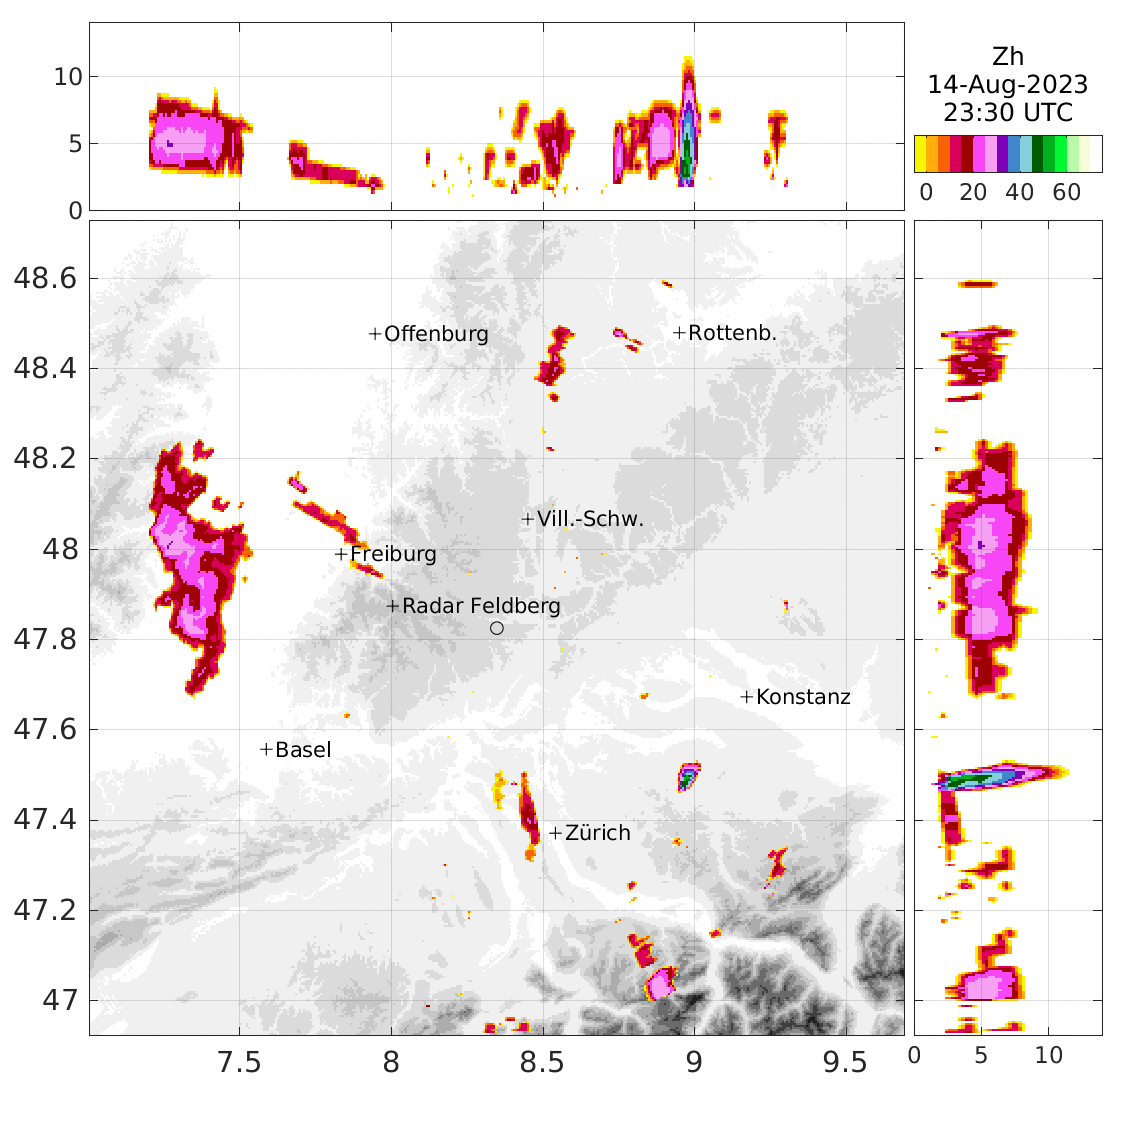 10
5
0
Zh
14-Aug-2023
23:30 UTC
0 20 40 60
48.6
48.4
48.2
48
47.8
47.6
47.4
47.2
47
+Offenburg
+Rottenb.
+Vill.-Schw.
+Freiburg
+Radar Feldberg
+Konstanz
+Basel
+Zürich
7.5 8 8.5 9 9.5
0 5 10